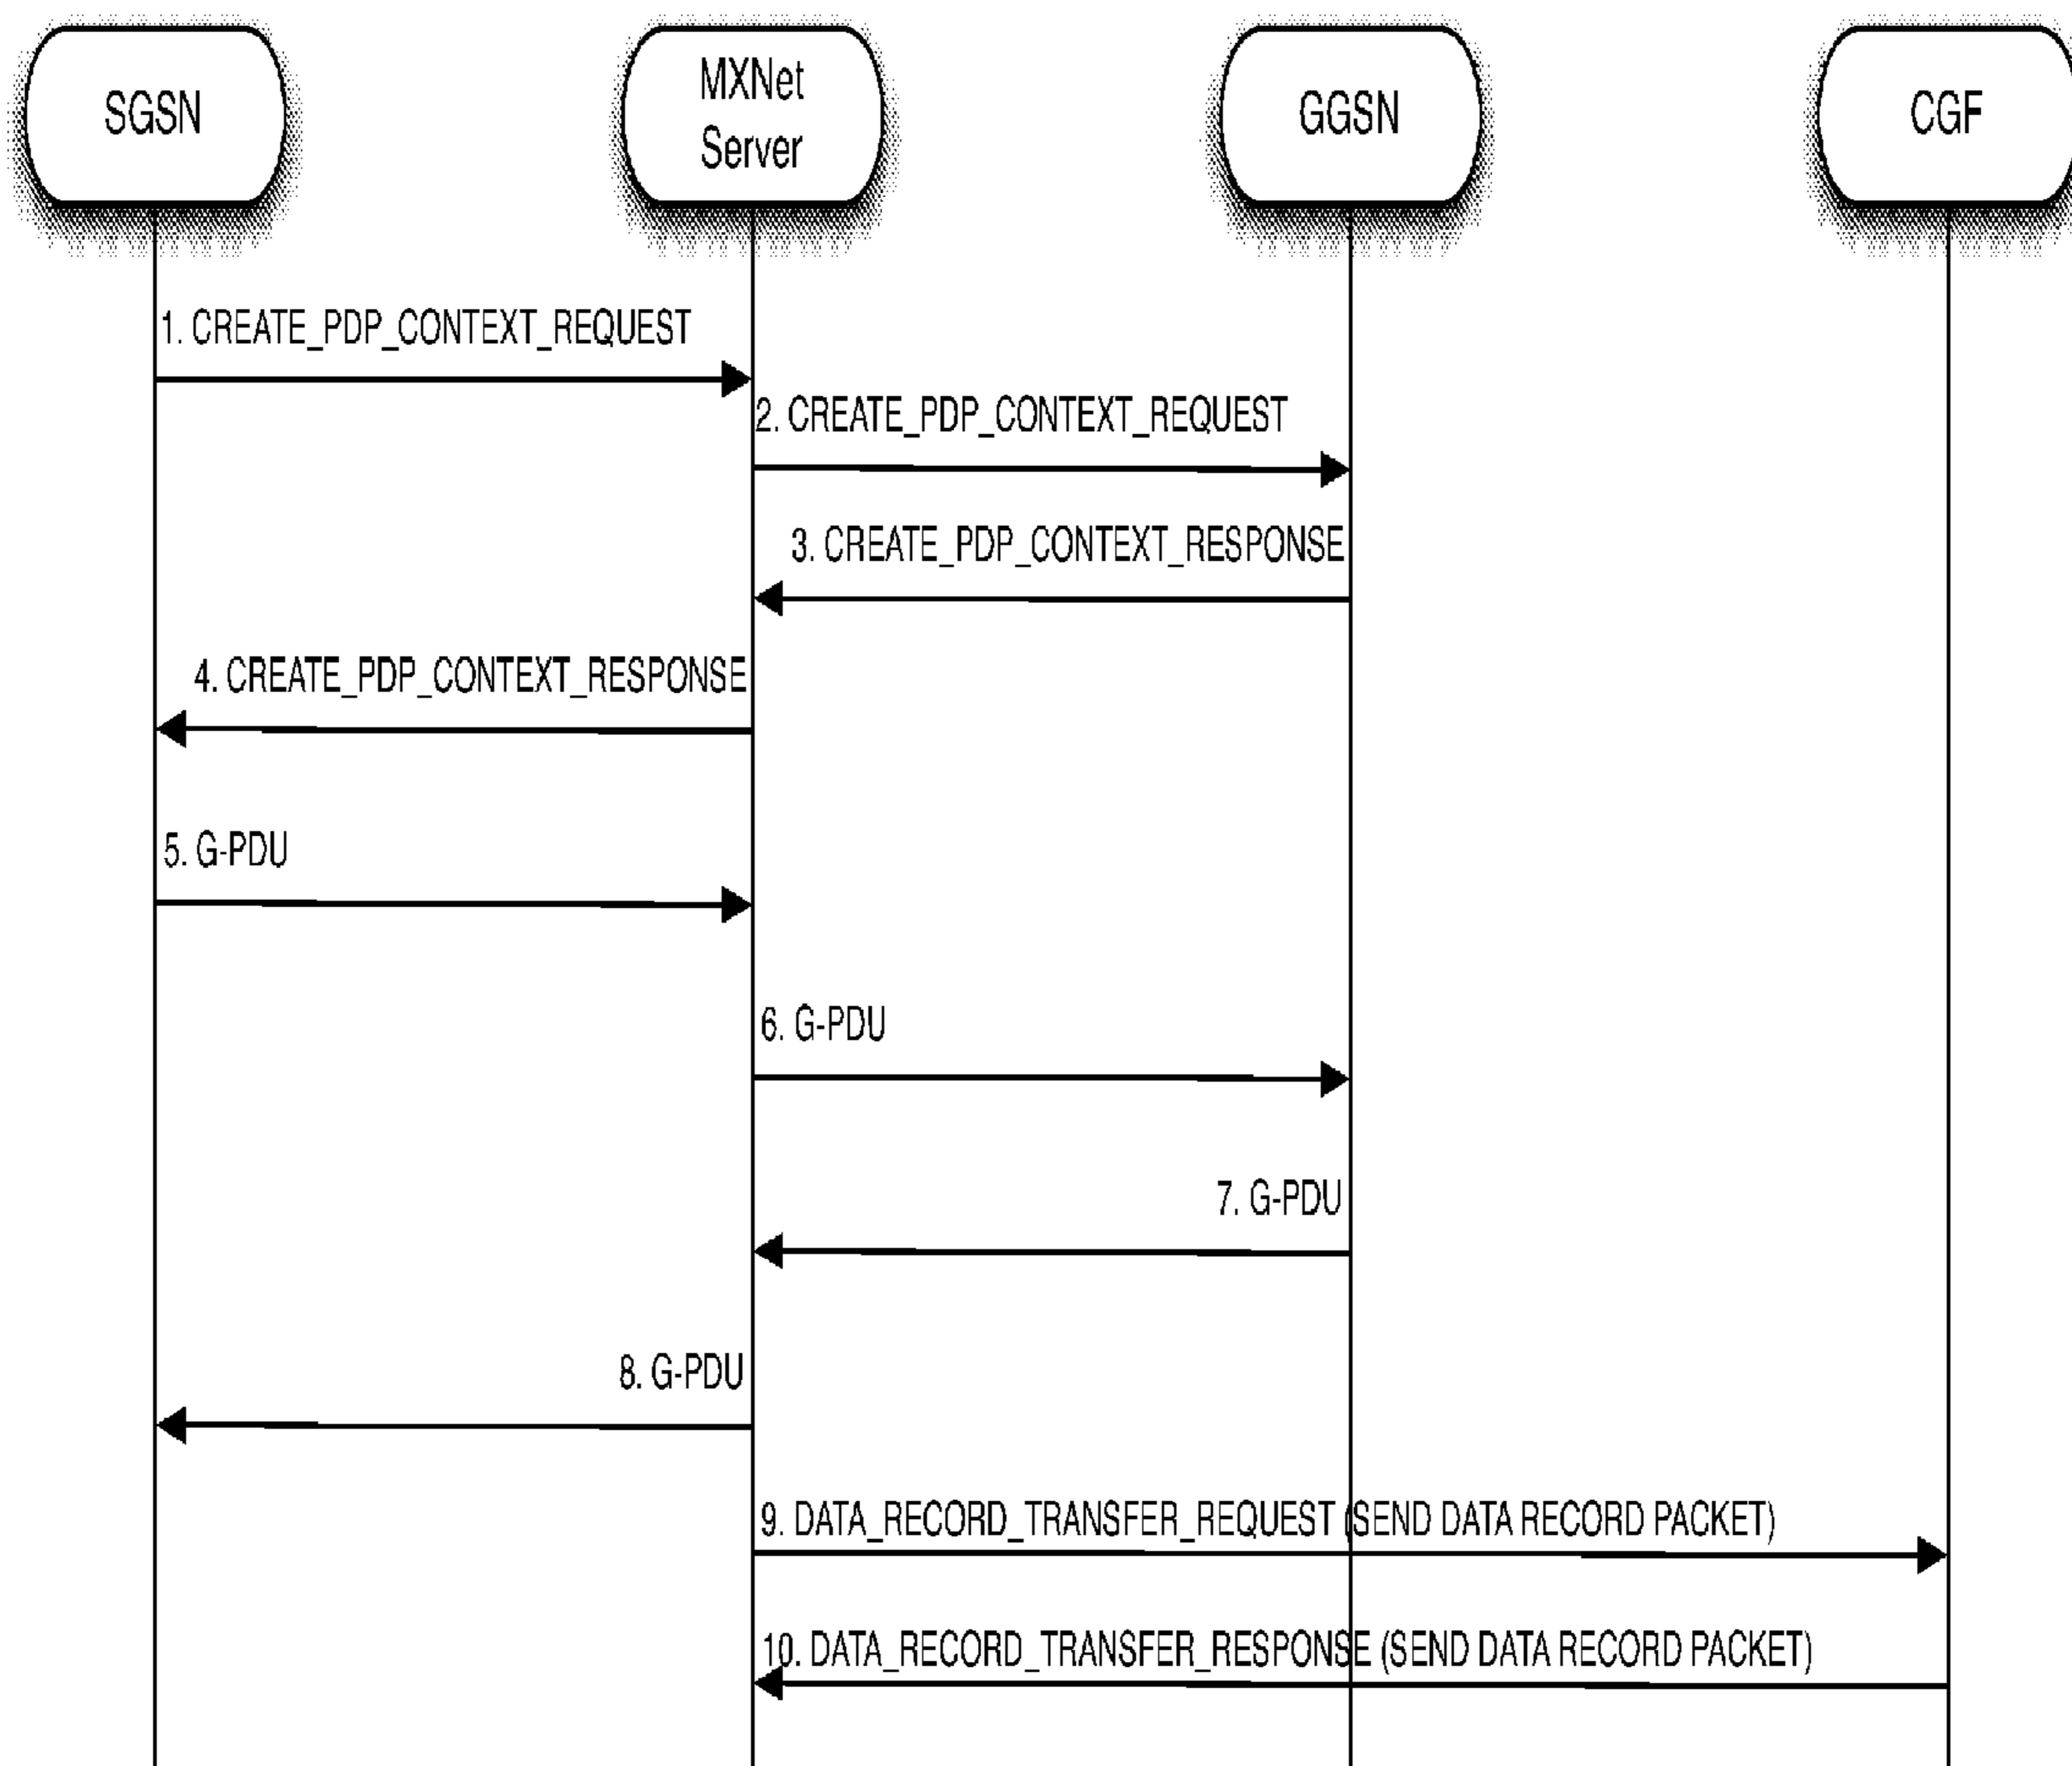 SGSN
MXNet
Server
GGSN
CGF
1. CREATE_PDP_CONTEXT_REQUEST
2. CREATE_PDP_CONTEXT_REQUEST
3. CREATE_PDP_CONTEXT_RESPONSE
4. CREATE_PDP_CONTEXT_RESPONSE
5. G-PDU
6. G-PDU
7. G-PDU
8. G-PDU
9. DATA_RECORD_TRANSFER_REQUEST (SEND DATA RECORD PACKET)
10. DATA_RECORD_TRANSFER_RESPONSE (SEND DATA RECORD PACKET)